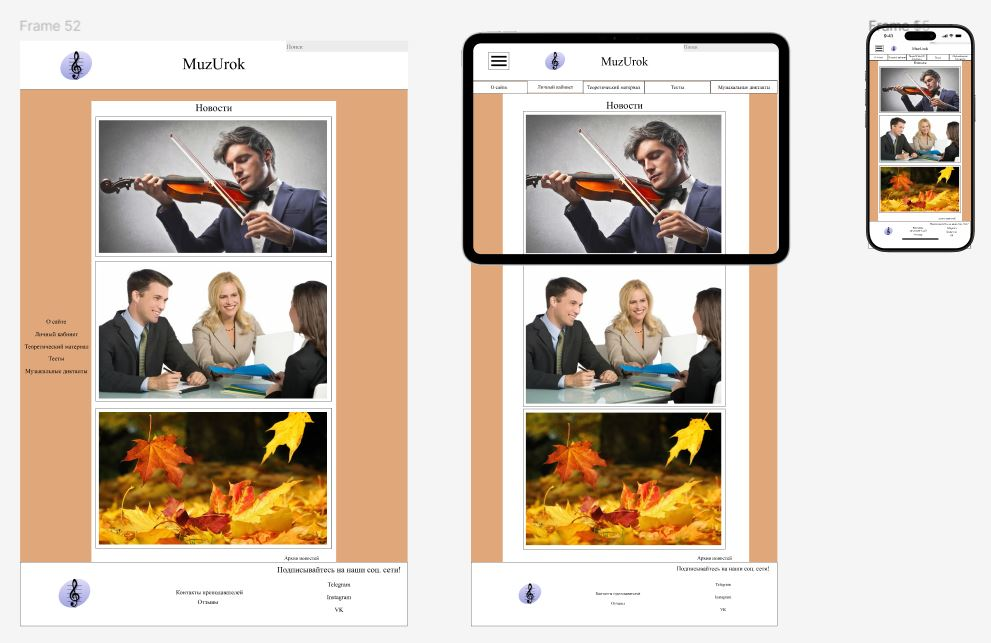 Frame 52
Поиск
MuzUrok
Новости
О сайте
Личный кабинет
Теоретический материал
Тесты
Музыкальные диктанты
Архив новостей
Подписывайтесь на наши соц. сети!
Контакты преподавателей
Отзывы
Telegram
Instagram
VK
Поиск
MuzUrok
О сайте
Личный кабинет
Теоретический материал
Тесты
Музыкальные диктанты
Новости
Архив новостей
Подписывайтесь на наши соц. сети!
Контакты преподавателей
Отзывы
Telegram
Instagram
VK
Frame
9:41
MuzUrok
Новости